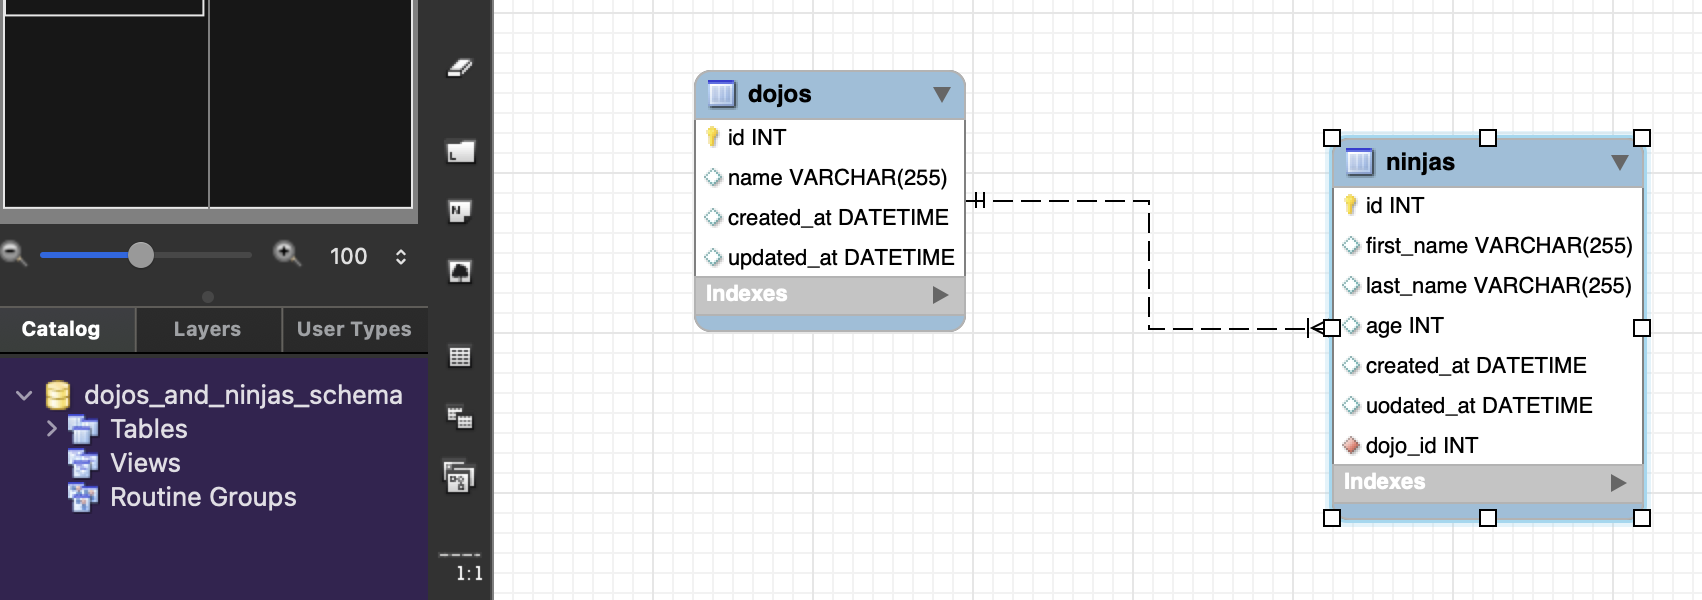 100
Catalog
Layers
User Types
dojos_and_ninjas_schema
Tables
Views
Routine Groups
L
N
1:1
dojos
id INT
name VARCHAR(255)
created_at DATETIME
updated_at DATETIME
Indexes
ninjas
id INT
first_name VARCHAR(255)
last_name VARCHAR(255)
age INT
created_at DATETIME
uodated_at DATETIME
dojo_id INT
Indexes